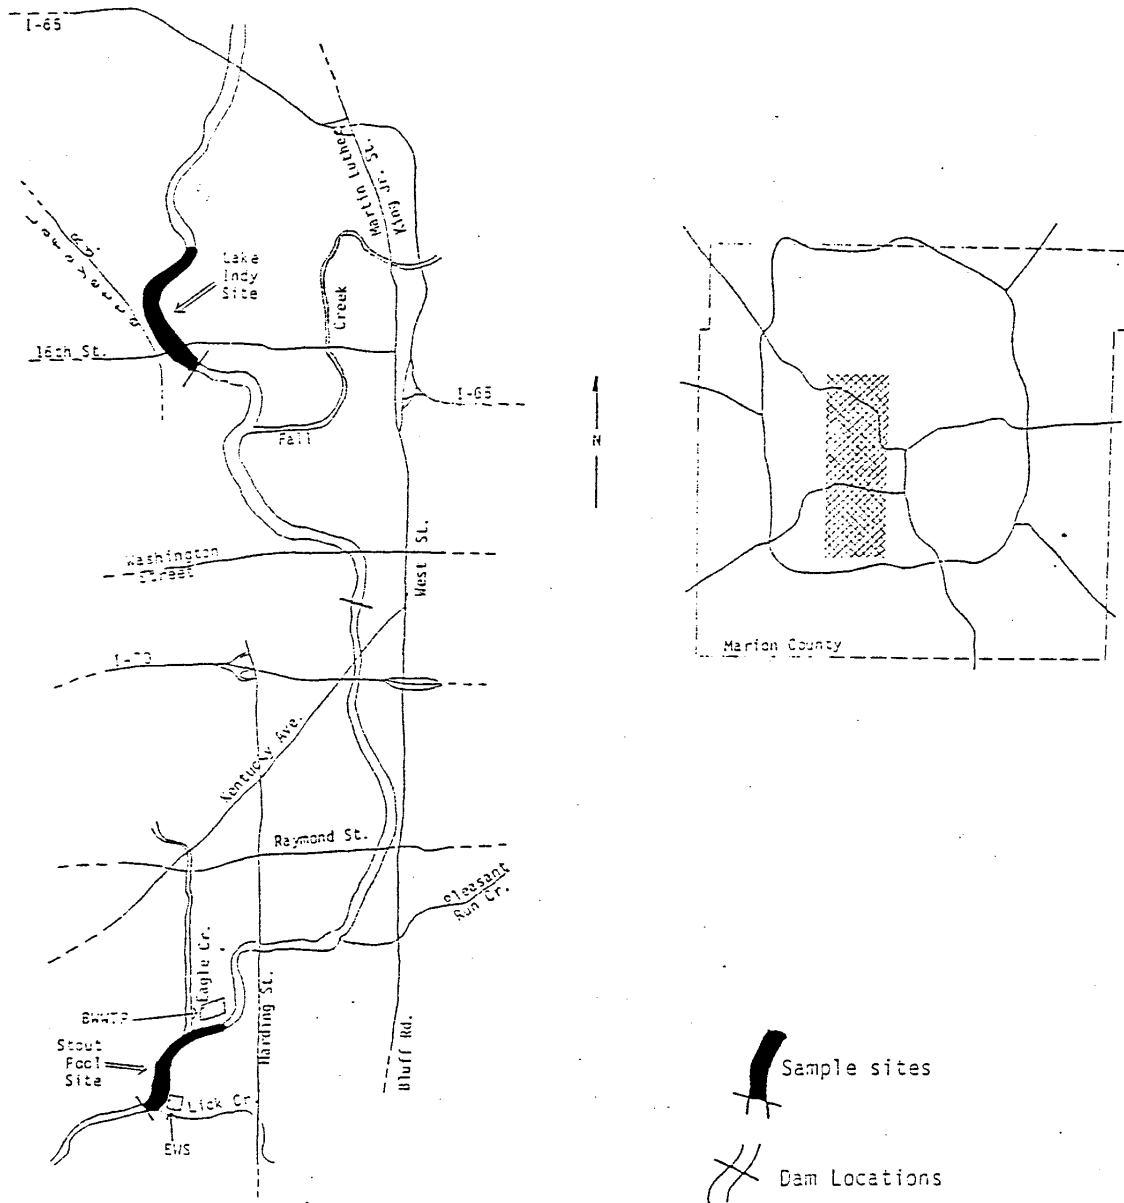 I-65
Martin Luther
King Jr. St.
Lake
Indy
Site
Creek
16th St.
I-65
Fall
N
Washington
Street
West St.
Marion County
I-70
Kentucky Ave.
Raymond St.
Pleasant
Run Cr.
Eagle Cr.
BWWTP
Harding St.
Stout
Pool
Site
Bluff Rd.
Lick Cr.
EWS
Sample sites
Dam Locations